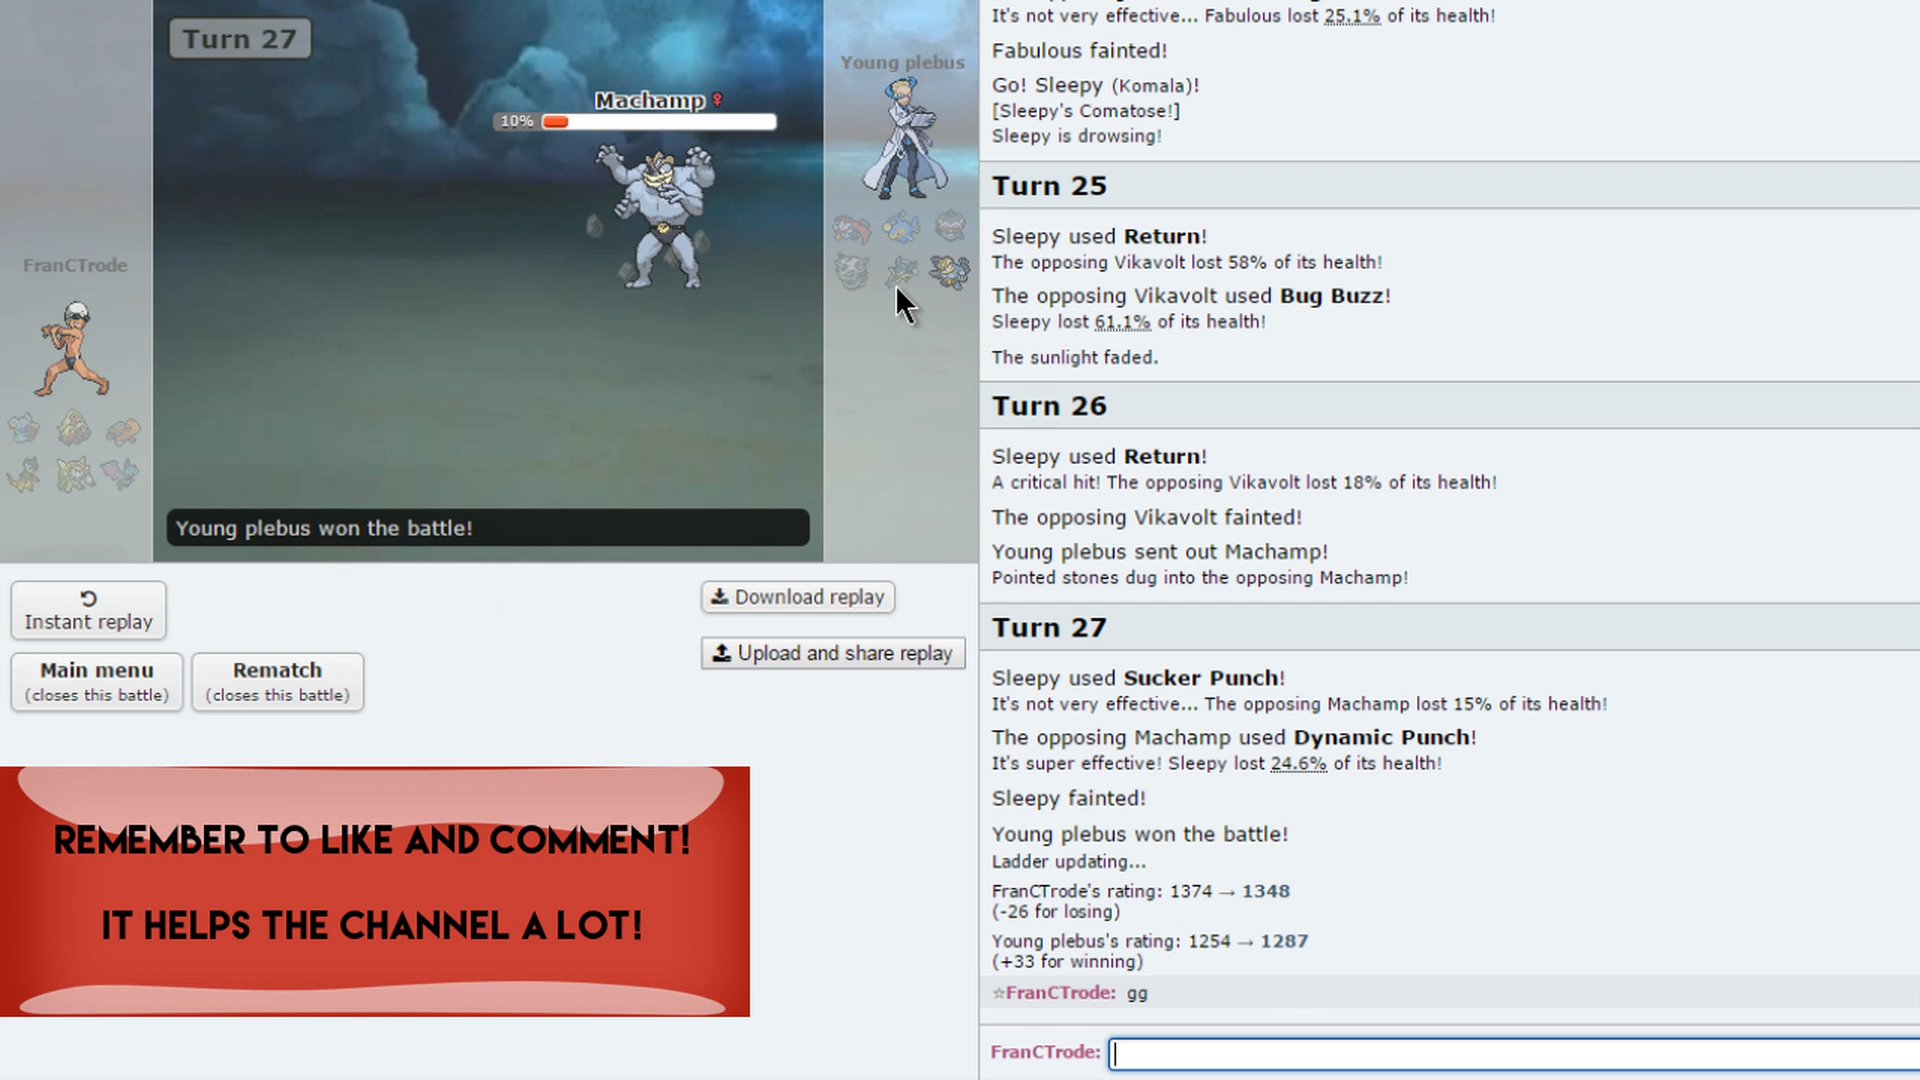 Turn 27
Machamp ♀
10%
Young plebus
FranCTrode
Young plebus won the battle!
Instant replay
Download replay
Upload and share replay
Main menu
(closes this battle)
Rematch
(closes this battle)
REMEMBER TO LIKE AND COMMENT!
IT HELPS THE CHANNEL A LOT!
It's not very effective... Fabulous lost 25.1% of its health!
Fabulous fainted!
Go! Sleepy (Komala)!
[Sleepy's Comatose!]
Sleepy is drowsing!
Turn 25
Sleepy used Return!
The opposing Vikavolt lost 58% of its health!
The opposing Vikavolt used Bug Buzz!
Sleepy lost 61.1% of its health!
The sunlight faded.
Turn 26
Sleepy used Return!
A critical hit! The opposing Vikavolt lost 18% of its health!
The opposing Vikavolt fainted!
Young plebus sent out Machamp!
Pointed stones dug into the opposing Machamp!
Turn 27
Sleepy used Sucker Punch!
It's not very effective... The opposing Machamp lost 15% of its health!
The opposing Machamp used Dynamic Punch!
It's super effective! Sleepy lost 24.6% of its health!
Sleepy fainted!
Young plebus won the battle!
Ladder updating...
FranCTrode's rating: 1374 → 1348
(-26 for losing)
Young plebus's rating: 1254 → 1287
(+33 for winning)
☆FranCTrode: gg
FranCTrode: